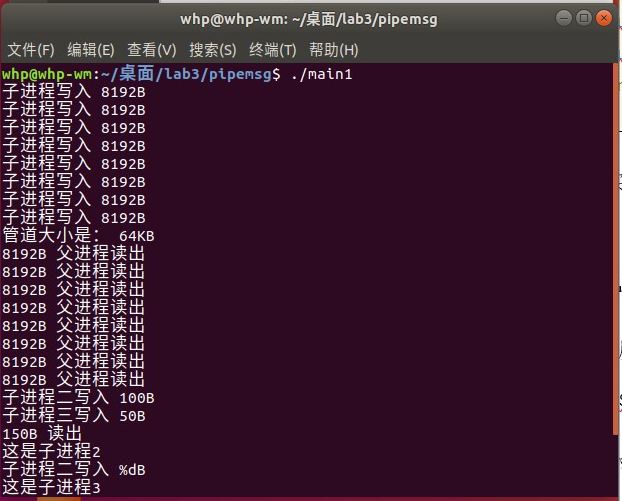 whp@whp-wm: ~/桌面/lab3/pipemsg
文件(F) 编辑(E) 查看(V) 搜索(S) 终端(T) 帮助(H)
whp@whp-wm:~/桌面/lab3/pipemsg$ ./main1
子进程写入 8192B
子进程写入 8192B
子进程写入 8192B
子进程写入 8192B
子进程写入 8192B
子进程写入 8192B
子进程写入 8192B
子进程写入 8192B
管道大小是： 64KB
8192B 父进程读出
8192B 父进程读出
8192B 父进程读出
8192B 父进程读出
8192B 父进程读出
8192B 父进程读出
8192B 父进程读出
8192B 父进程读出
子进程二写入 100B
子进程三写入 50B
150B 读出
这是子进程2
子进程二写入 %dB
这是子进程3